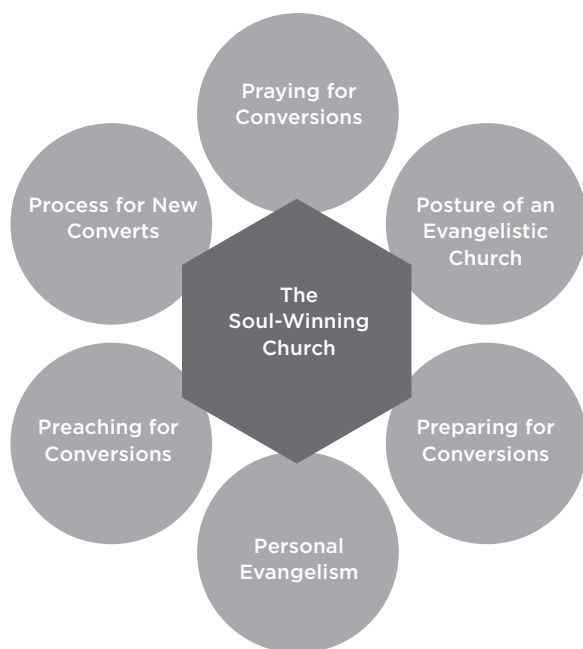 Praying for
Conversions
Process for New
Converts
Posture of an
Evangelistic
Church
The
Soul-Winning
Church
Preaching for
Conversions
Preparing for
Conversions
Personal
Evangelism